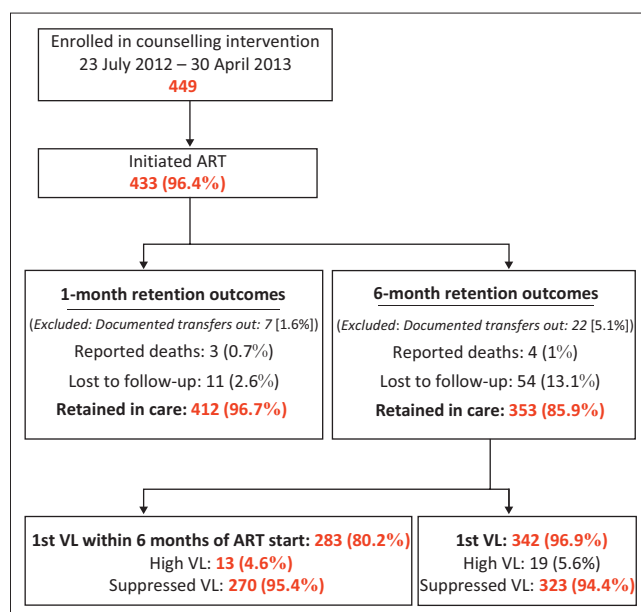 Enrolled in counselling intervention
23 July 2012 – 30 April 2013
449
Initiated ART
433 (96.4%)
1-month retention outcomes
(Excluded: Documented transfers out: 7 [1.6%])
Reported deaths: 3 (0.7%)
Lost to follow-up: 11 (2.6%)
Retained in care: 412 (96.7%)
6-month retention outcomes
(Excluded: Documented transfers out: 22 [5.1%])
Reported deaths: 4 (1%)
Lost to follow-up: 54 (13.1%)
Retained in care: 353 (85.9%)
1st VL within 6 months of ART start: 283 (80.2%)
High VL: 13 (4.6%)
Suppressed VL: 270 (95.4%)
1st VL: 342 (96.9%)
High VL: 19 (5.6%)
Suppressed VL: 323 (94.4%)